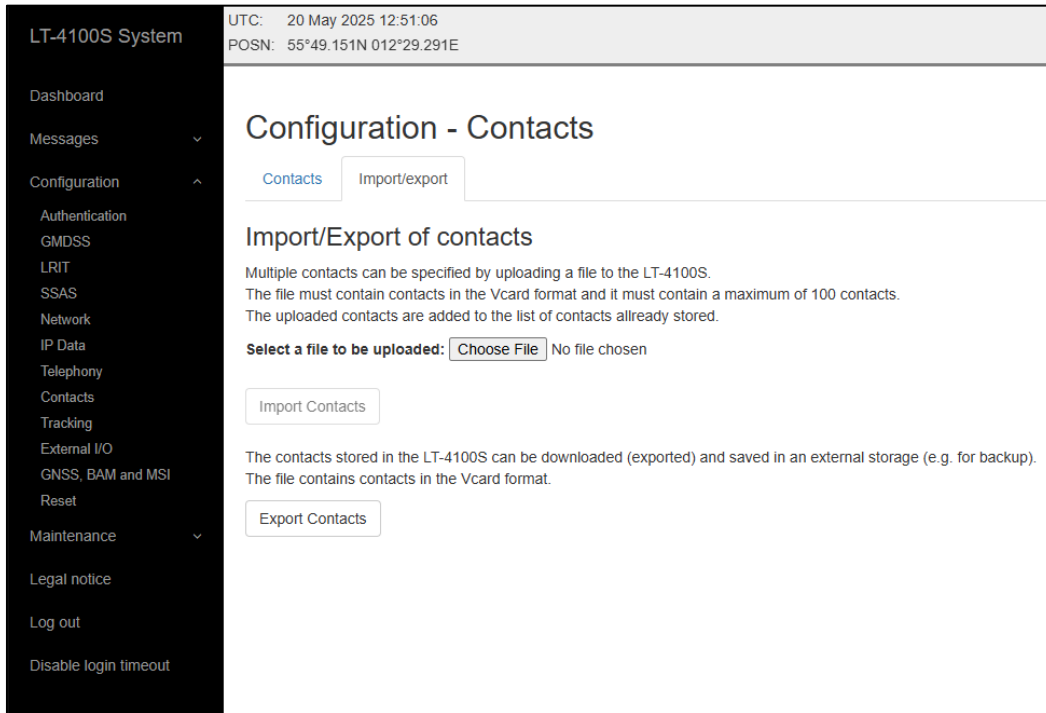 LT-4100S System
Dashboard
Messages
Configuration
Authentication
GMDSS
LRIT
SSAS
Network
IP Data
Telephony
Contacts
Tracking
External I/O
GNSS, BAM and MSI
Reset
Maintenance
Legal notice
Log out
Disable login timeout
UTC: 20 May 2025 12:51:06
POSN: 55°49.151N 012°29.291E
Configuration - Contacts
Contacts Import/export
Import/Export of contacts
Multiple contacts can be specified by uploading a file to the LT-4100S.
The file must contain contacts in the Vcard format and it must contain a maximum of 100 contacts.
The uploaded contacts are added to the list of contacts allready stored.
Select a file to be uploaded: Choose File No file chosen
Import Contacts
The contacts stored in the LT-4100S can be downloaded (exported) and saved in an external storage (e.g. for backup).
The file contains contacts in the Vcard format.
Export Contacts